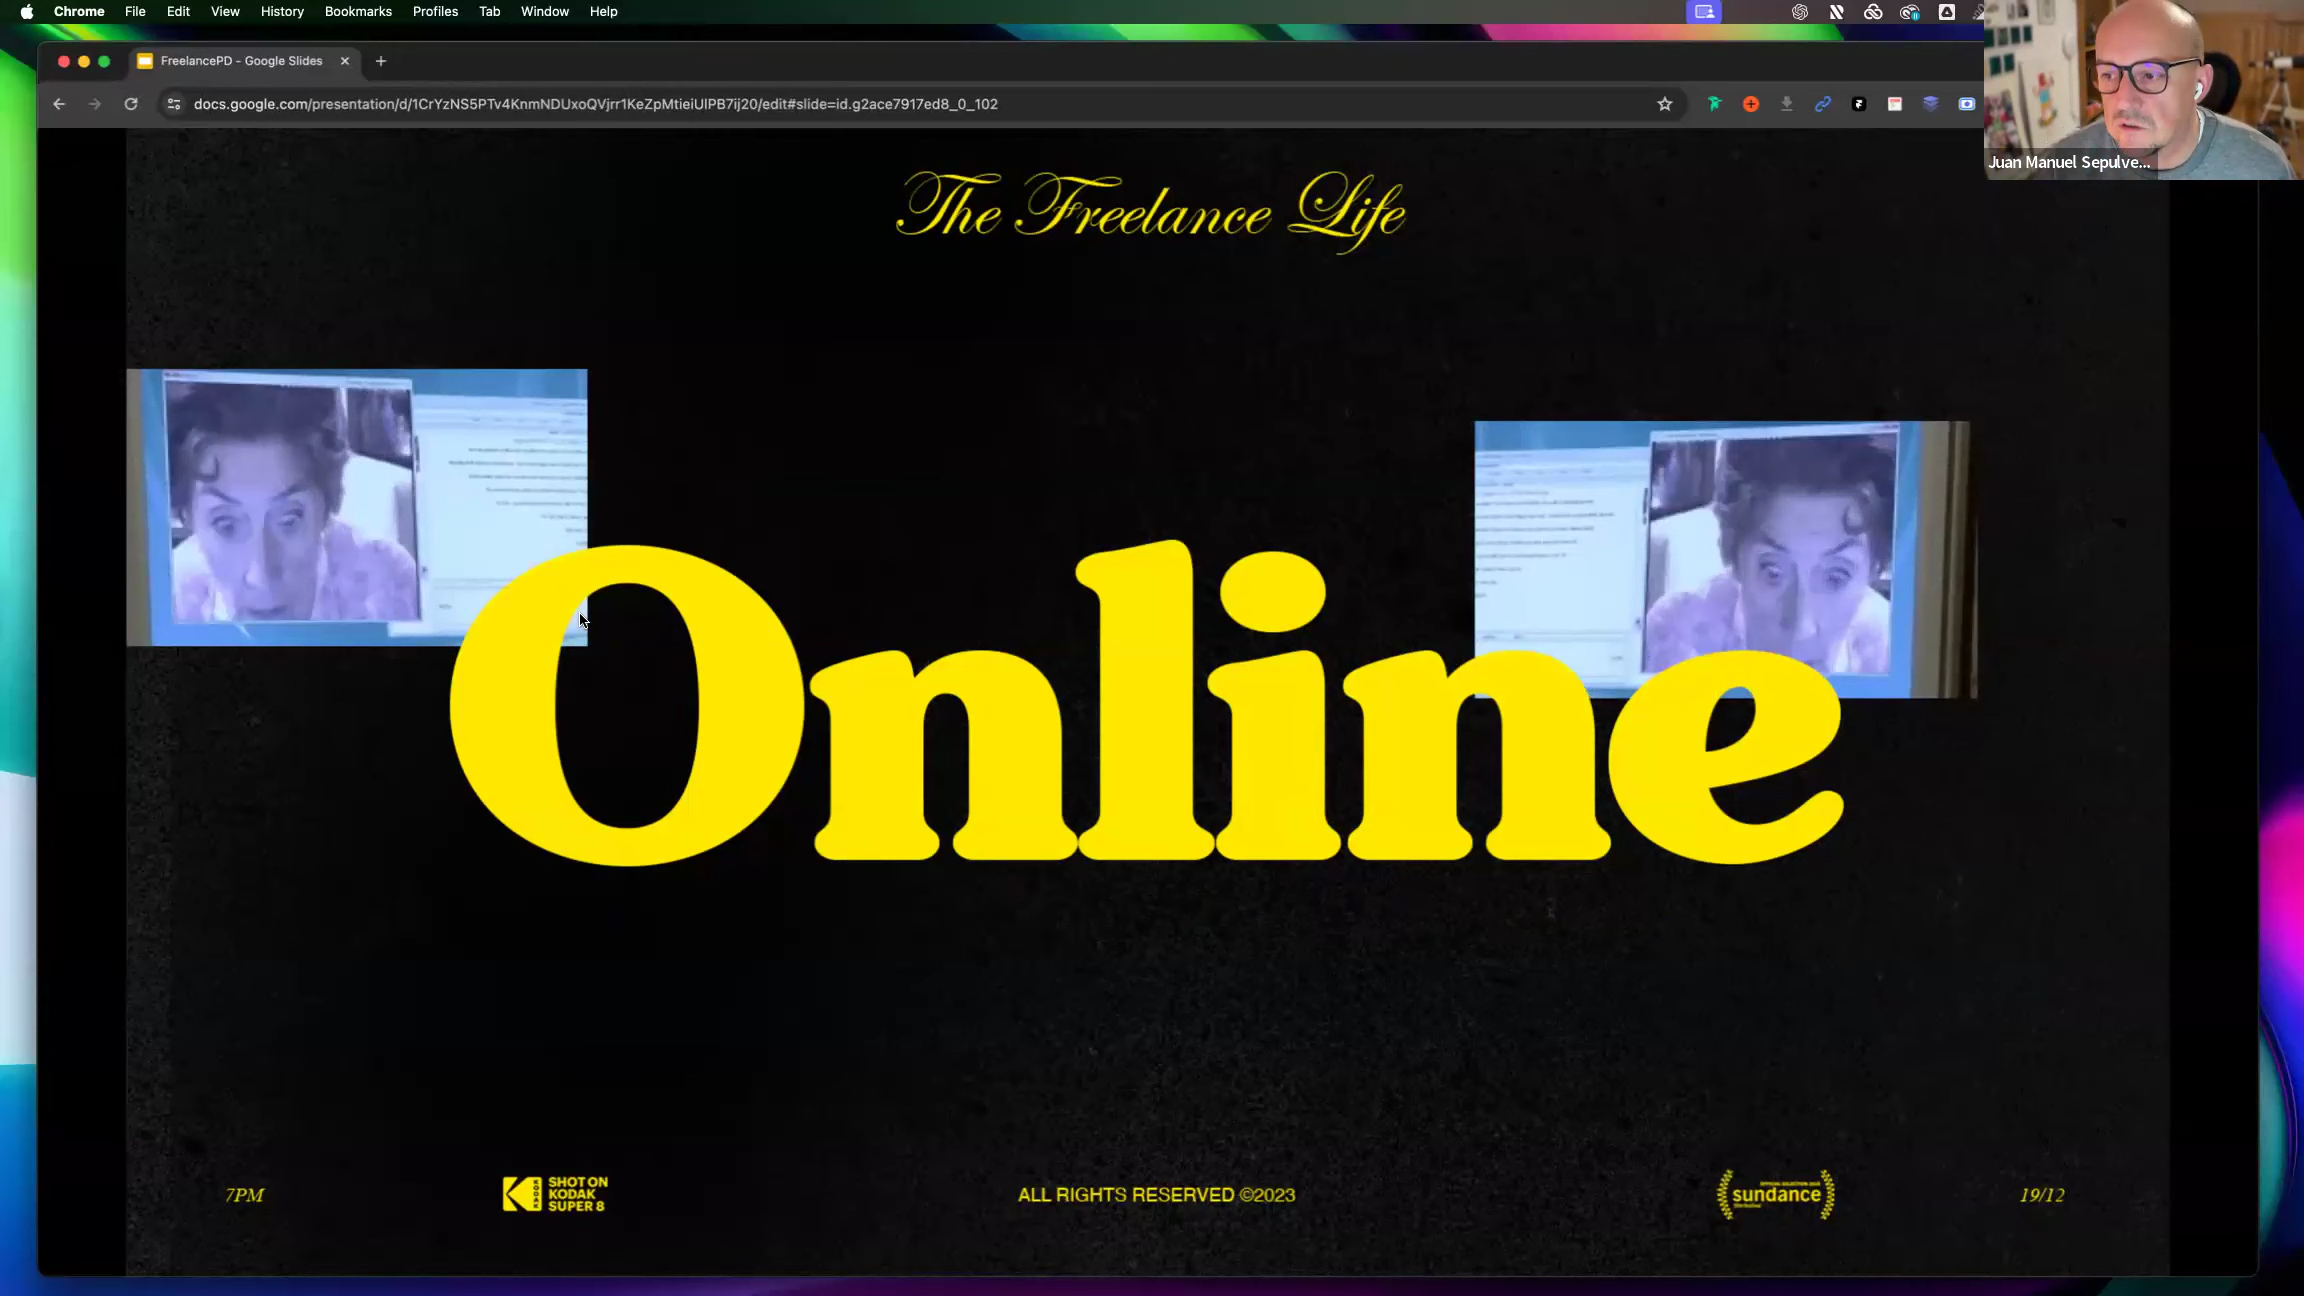 Chrome File Edit View History Bookmarks Profiles Tab Window Help
FreelancePD - Google Slides
docs.google.com/presentation/d/1CrYzNS5PTv4KnmNDUxoQVjrr1KeZpMtieiUIPB7ij20/edit#slide=id.g2ace7917ed8_0_102
Juan Manuel Sepulve...
The Freelance Life
Online
7PM
KODAK
SHOT ON
KODAK
SUPER 8
ALL RIGHTS RESERVED ©2023
sundance
19/12